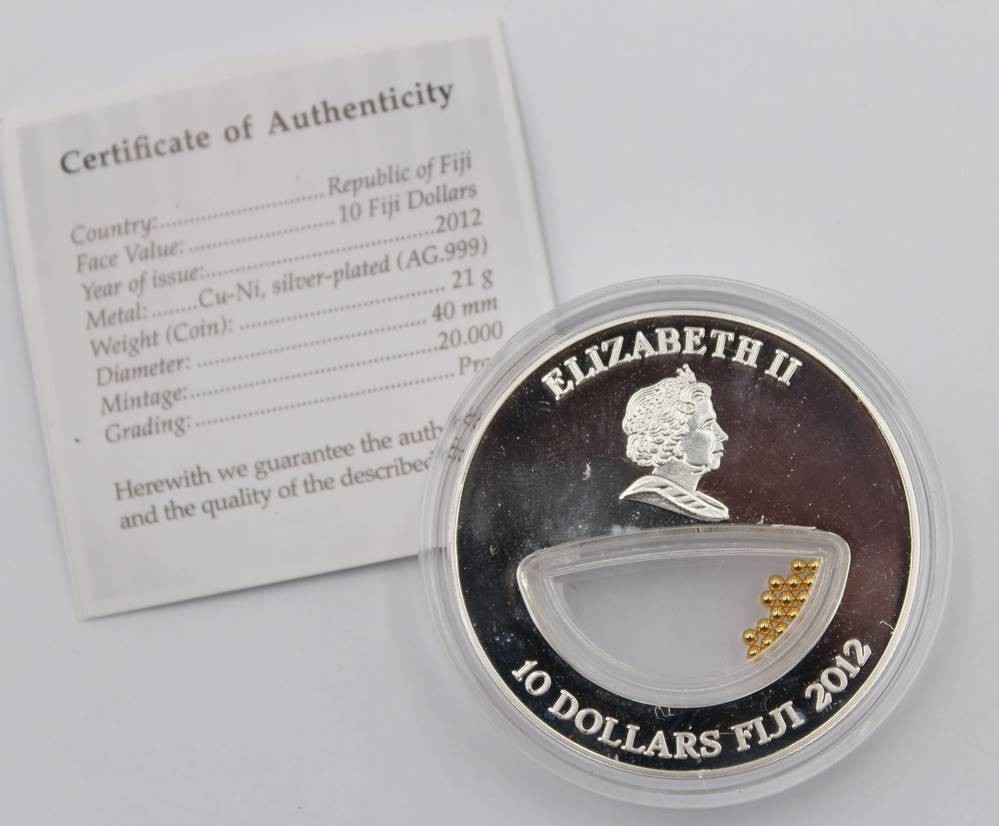 Certificate of Authenticity
Country:..............................Republic of Fiji
Face Value: ..........................10 Fiji Dollars
Year of issue:.........................................2012
Metal: ........Cu-Ni, silver-plated (AG.999)
Weight (Coin): ..................................... 21 g
Diameter: ......................................... 40 mm
Mintage:............................................20.000
Grading:..............................................
Herewith we guarantee the
and the quality of the described
ELIZABETH II
10 DOLLARS FIJI 2012